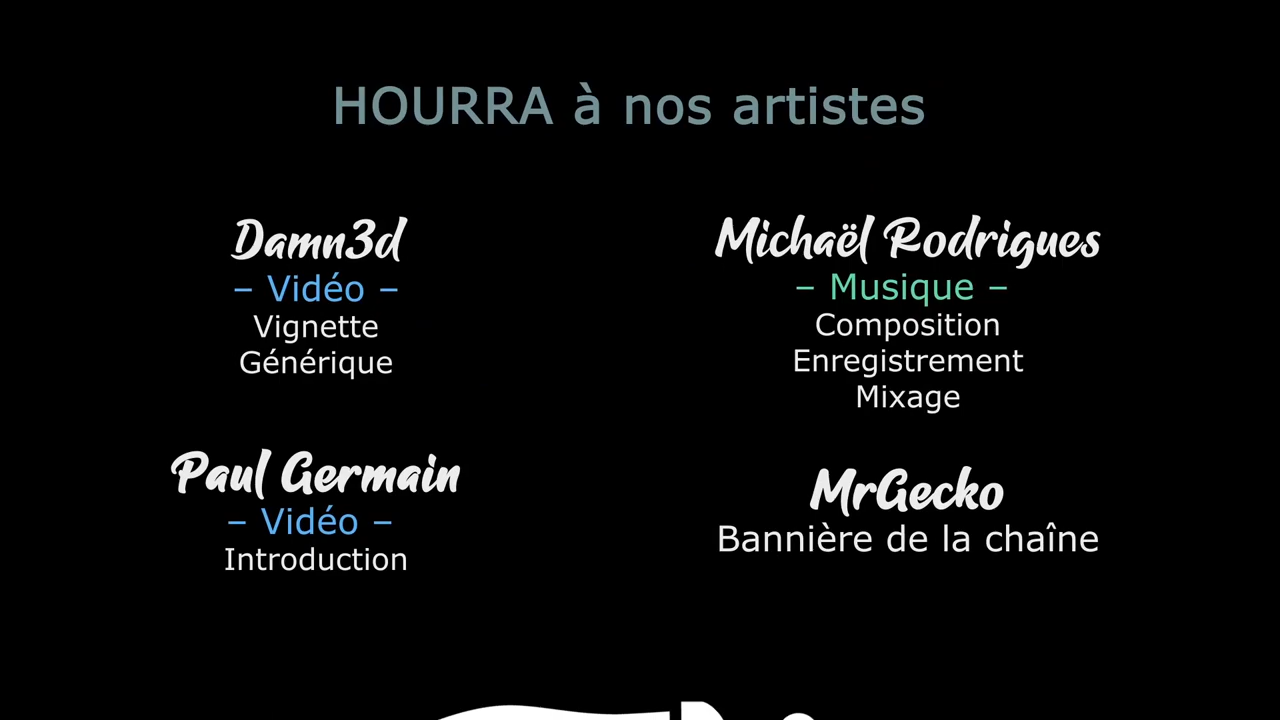 HOURRA à nos artistes
Damn3d
– Vidéo –
Vignette
Générique
Michaël Rodrigues
– Musique –
Composition
Enregistrement
Mixage
Paul Germain
– Vidéo –
Introduction
MrGecko
Bannière de la chaîne